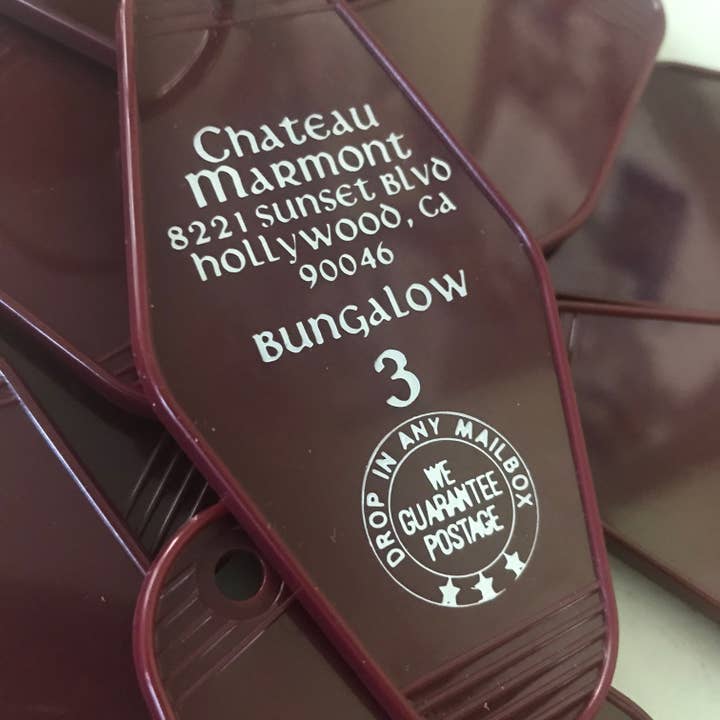 Chateau
Marmont
8221 Sunset Blvd
Hollywood, Ca
90046
Bungalow
3
DROP IN ANY MAILBOX
WE
GUARANTEE
POSTAGE